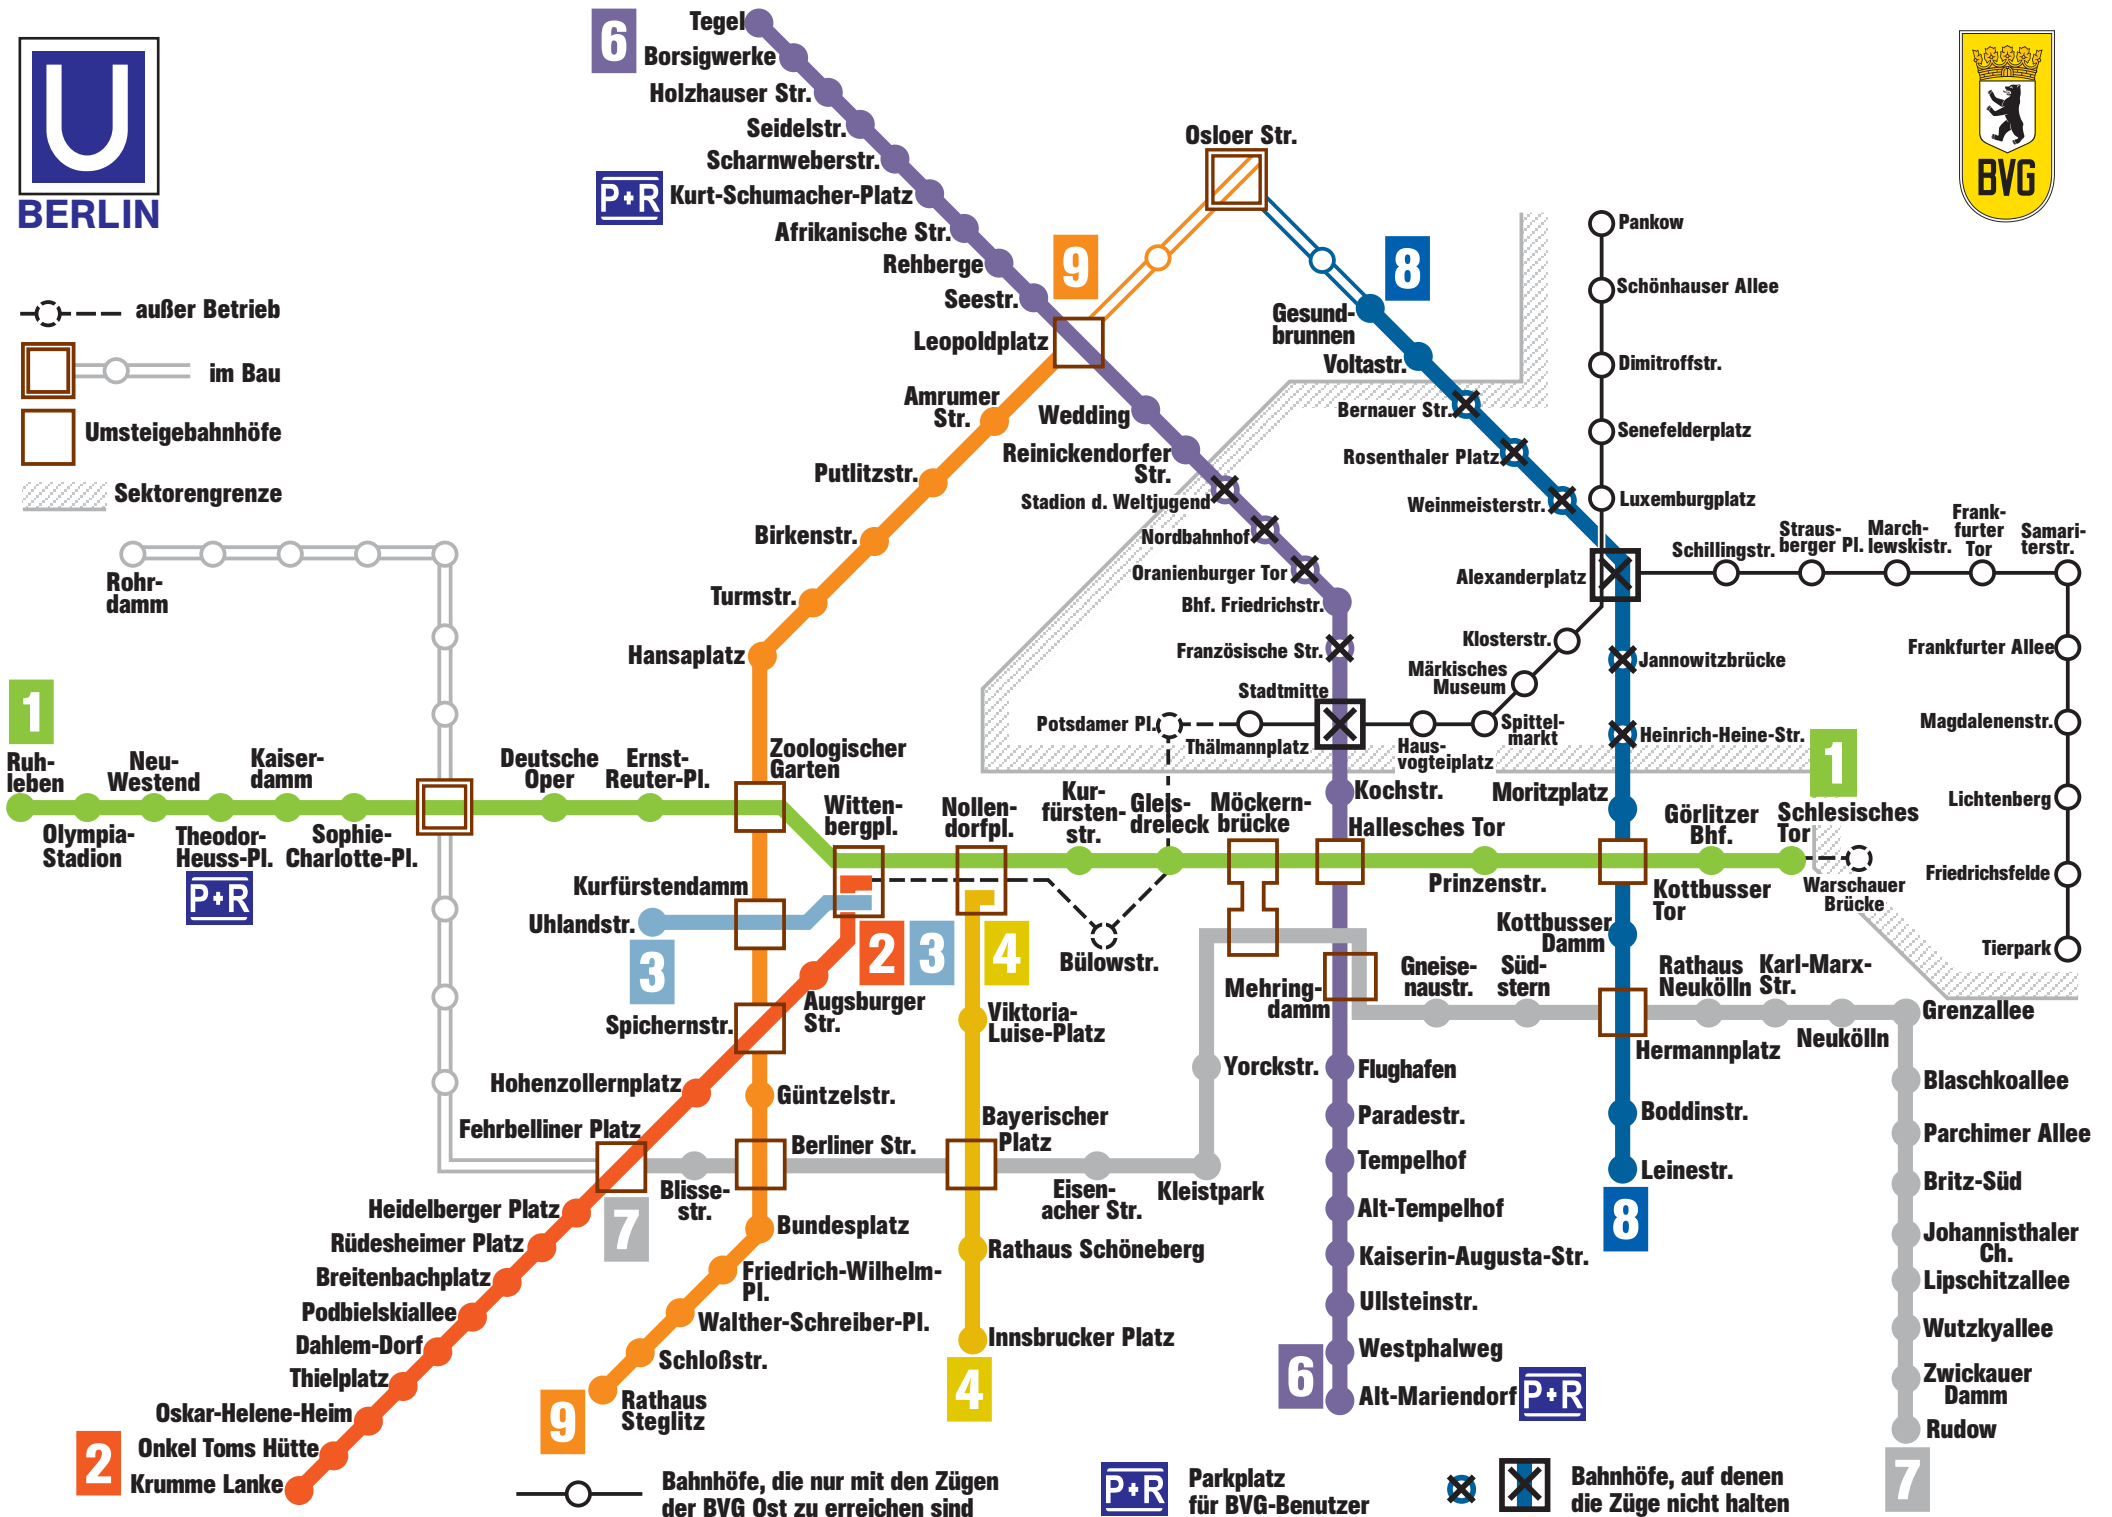 U
BERLIN
außer Betrieb
im Bau
Umsteigebahnhöfe
Sektorengrenze
BVG
6
Tegel
Borsigwerke
Holzhauser Str.
Seidelstr.
Scharnweberstr.
P+R
Kurt-Schumacher-Platz
Afrikanische Str.
Rehberge
Seestr.
Leopoldplatz
Wedding
Reinickendorfer
Str.
Stadion d. Weltjugend
Nordbahnhof
Oranienburger Tor
Bhf. Friedrichstr.
Französische Str.
Stadtmitte
Kochstr.
Hallesches Tor
Mehring-
damm
Flughafen
Paradestr.
Tempelhof
Alt-Tempelhof
Kaiserin-Augusta-Str.
Ullsteinstr.
Westphalweg
6
Alt-Mariendorf
P+R
Osloer Str.
9
Amrumer
Str.
Putlitzstr.
Birkenstr.
Turmstr.
Hansaplatz
Zoologischer
Garten
Kurfürstendamm
Spichernstr.
Güntzelstr.
Berliner Str.
Bundesplatz
Friedrich-Wilhelm-
Pl.
Walther-Schreiber-Pl.
Schloßstr.
9
Rathaus
Steglitz
8
Gesund-
brunnen
Voltastr.
Bernauer Str.
Rosenthaler Platz
Weinmeisterstr.
Alexanderplatz
Jannowitzbrücke
Heinrich-Heine-Str.
Moritzplatz
Kottbusser
Tor
Kottbusser
Damm
Hermannplatz
Boddinstr.
Leinestr.
8
Pankow
Schönhauser Allee
Dimitroffstr.
Senefelderplatz
Luxemburgplatz
Klosterstr.
Märkisches
Museum
Spittel-
markt
Haus-
vogteiplatz
Thälmannplatz
Potsdamer Pl.
Schillingstr.
Straus-
berger Pl.
March-
lewskistr.
Frank-
furter
Tor
Samari-
terstr.
Frankfurter Allee
Magdalenenstr.
Lichtenberg
Friedrichsfelde
Tierpark
1
Ruh-
leben
Olympia-
Stadion
Neu-
Westend
Theodor-
Heuss-Pl.
P+R
Kaiser-
damm
Sophie-
Charlotte-Pl.
Deutsche
Oper
Ernst-
Reuter-Pl.
Witten-
bergpl.
Nollen-
dorfpl.
Kur-
fürsten-
str.
Gleis-
dreieck
Möckern-
brücke
Prinzenstr.
Görlitzer
Bhf.
Schlesisches
Tor
1
Warschauer
Brücke
Bülowstr.
Uhlandstr.
3
2
3
4
Augsburger
Str.
Hohenzollernplatz
Fehrbelliner Platz
Heidelberger Platz
Rüdesheimer Platz
Breitenbachplatz
Podbielskiallee
Dahlem-Dorf
Thielplatz
Oskar-Helene-Heim
Onkel Toms Hütte
2
Krumme Lanke
Viktoria-
Luise-Platz
Bayerischer
Platz
Rathaus Schöneberg
Innsbrucker Platz
4
Rohr-
damm
7
Blisse-
str.
Eisen-
acher Str.
Kleistpark
Yorckstr.
Gneise-
naustr.
Süd-
stern
Rathaus
Neukölln
Karl-Marx-
Str.
Neukölln
Grenzallee
Blaschkoallee
Parchimer Allee
Britz-Süd
Johannisthaler
Ch.
Lipschitzallee
Wutzkyallee
Zwickauer
Damm
Rudow
7
Bahnhöfe, die nur mit den Zügen
der BVG Ost zu erreichen sind
P+R
Parkplatz
für BVG-Benutzer
Bahnhöfe, auf denen
die Züge nicht halten